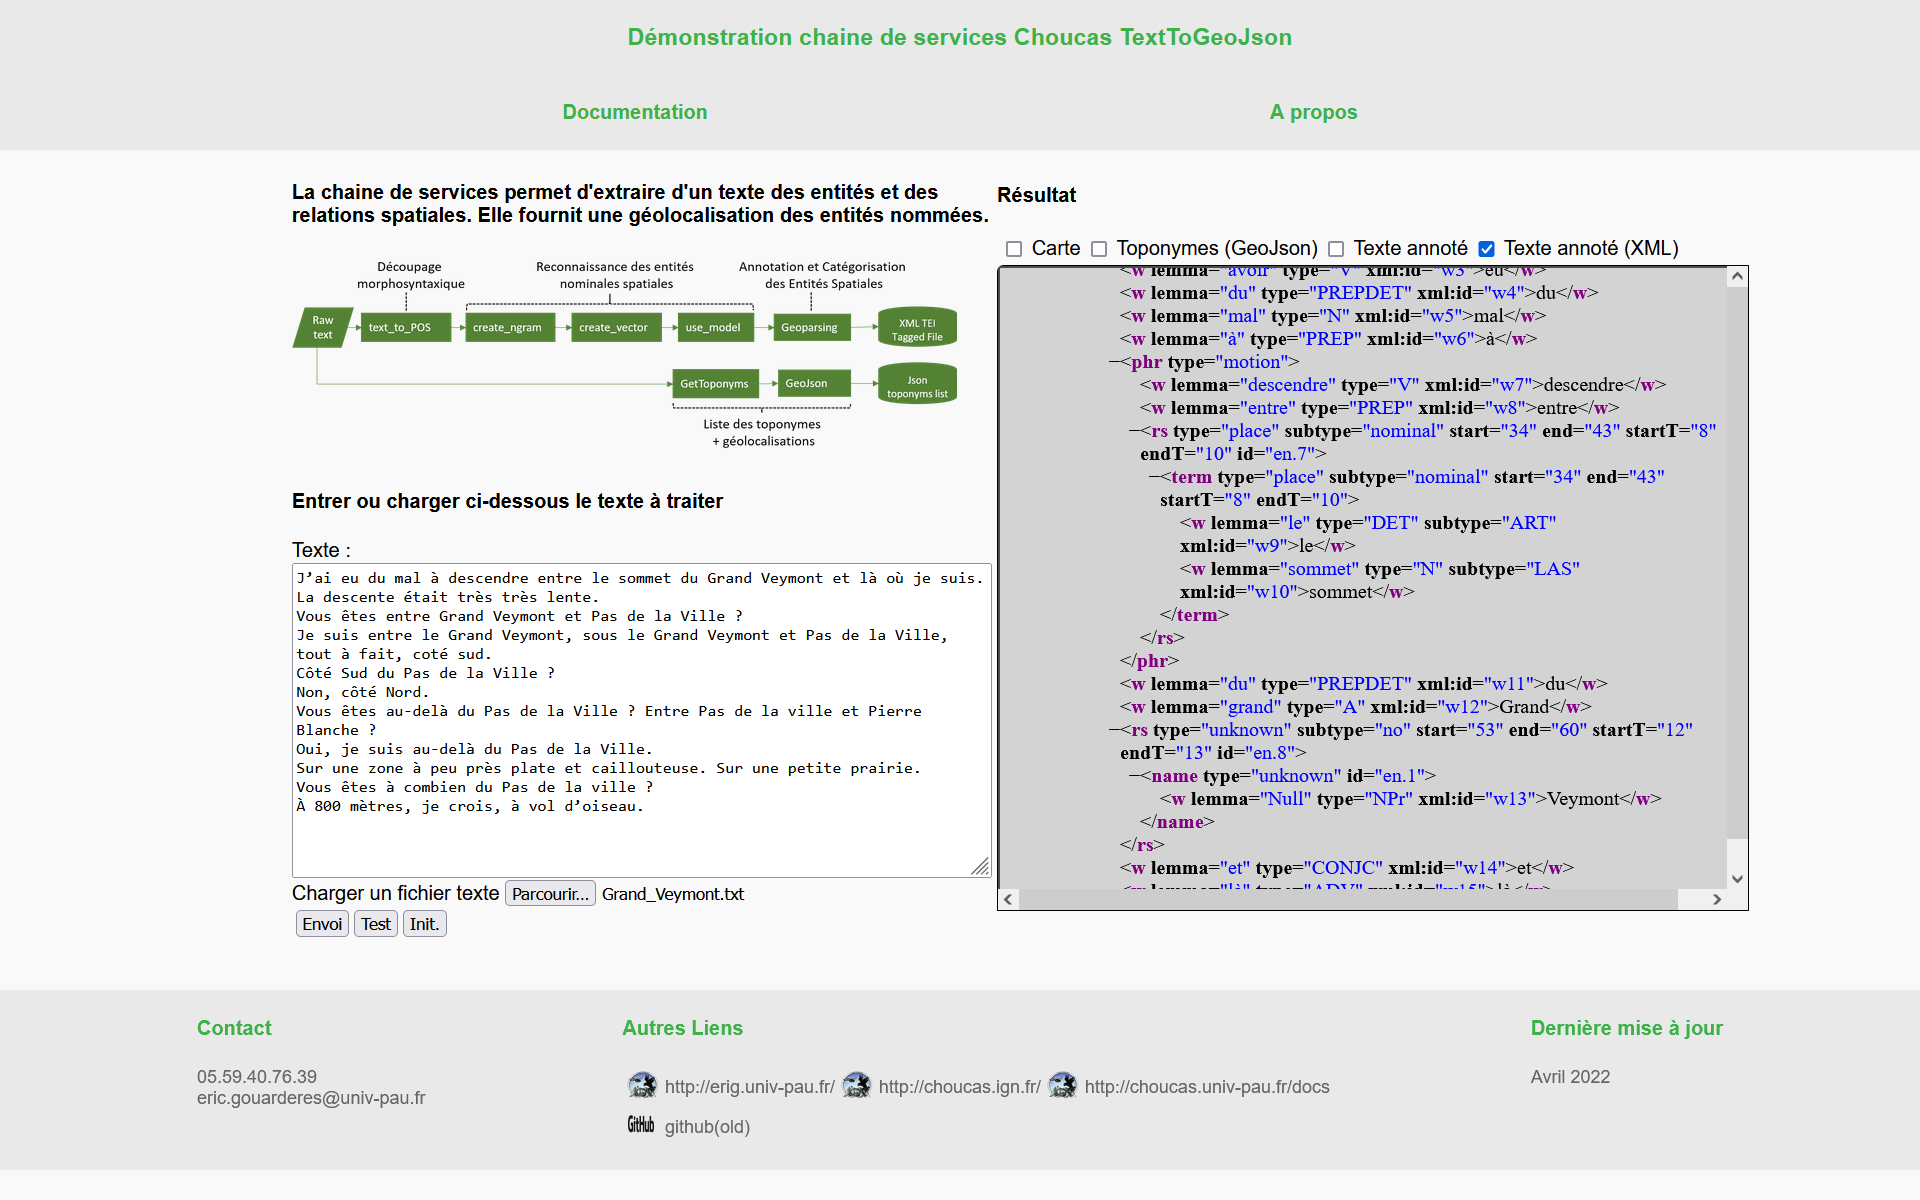 Démonstration chaine de services Choucas TextToGeoJson
Documentation
A propos
La chaine de services permet d'extraire d'un texte des entités et des
relations spatiales. Elle fournit une géolocalisation des entités nommées.
Découpage
morphosyntaxique
Reconnaissance des entités
nominales spatiales
Annotation et Catégorisation
des Entités Spatiales
Raw
text
text_to_POS
create_ngram
create_vector
use_model
Geoparsing
XML TEI
Tagged File
GetToponyms
GeoJson
Json
toponyms list
Liste des toponymes
+ géolocalisations
Entrer ou charger ci-dessous le texte à traiter
Texte :
J’ai eu du mal à descendre entre le sommet du Grand Veymont et là où je suis.
La descente était très très lente.
Vous êtes entre Grand Veymont et Pas de la Ville ?
Je suis entre le Grand Veymont, sous le Grand Veymont et Pas de la Ville,
tout à fait, coté sud.
Côté Sud du Pas de la Ville ?
Non, côté Nord.
Vous êtes au-delà du Pas de la Ville ? Entre Pas de la ville et Pierre
Blanche ?
Oui, je suis au-delà du Pas de la Ville.
Sur une zone à peu près plate et caillouteuse. Sur une petite prairie.
Vous êtes à combien du Pas de la ville ?
À 800 mètres, je crois, à vol d’oiseau.
Charger un fichier texte Parcourir... Grand_Veymont.txt
Envoi Test Init.
Résultat
Carte Toponymes (GeoJson) Texte annoté Texte annoté (XML)
<w lemma="avoir" type="V" xml:id="w3">eu</w>
<w lemma="du" type="PREPDET" xml:id="w4">du</w>
<w lemma="mal" type="N" xml:id="w5">mal</w>
<w lemma="à" type="PREP" xml:id="w6">à</w>
−<phr type="motion">
<w lemma="descendre" type="V" xml:id="w7">descendre</w>
<w lemma="entre" type="PREP" xml:id="w8">entre</w>
−<rs type="place" subtype="nominal" start="34" end="43" startT="8"
endT="10" id="en.7">
−<term type="place" subtype="nominal" start="34" end="43"
startT="8" endT="10">
<w lemma="le" type="DET" subtype="ART"
xml:id="w9">le</w>
<w lemma="sommet" type="N" subtype="LAS"
xml:id="w10">sommet</w>
</term>
</rs>
</phr>
<w lemma="du" type="PREPDET" xml:id="w11">du</w>
<w lemma="grand" type="A" xml:id="w12">Grand</w>
−<rs type="unknown" subtype="no" start="53" end="60" startT="12"
endT="13" id="en.8">
−<name type="unknown" id="en.1">
<w lemma="Null" type="NPr" xml:id="w13">Veymont</w>
</name>
</rs>
<w lemma="et" type="CONJC" xml:id="w14">et</w>
<w lemma="là" type="ADV" xml:id="w15">là</w>
Contact
05.59.40.76.39
eric.gouarderes@univ-pau.fr
Autres Liens
http://erig.univ-pau.fr/ http://choucas.ign.fr/ http://choucas.univ-pau.fr/docs
GitHub github(old)
Dernière mise à jour
Avril 2022